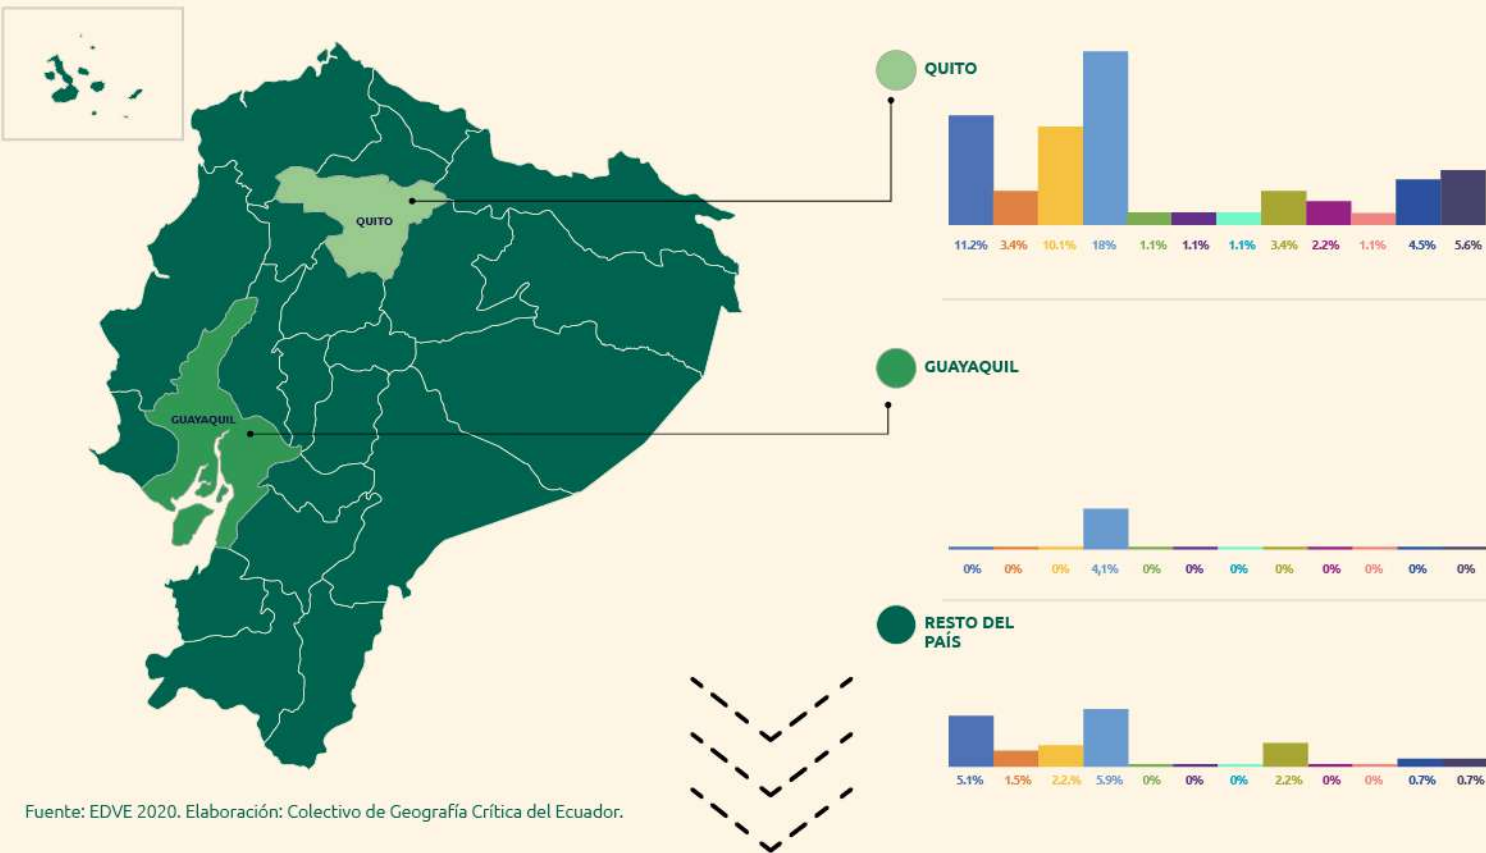 QUITO
QUITO
11.2% 3.4% 10.1% 18% 1.1% 1.1% 1.1% 3.4% 2.2% 1.1% 4.5% 5.6%
GUAYAQUIL
GUAYAQUIL
0% 0% 0% 4,1% 0% 0% 0% 0% 0% 0% 0% 0%
RESTO DEL
PAÍS
5.1% 1.5% 2.2% 5.9% 0% 0% 0% 2.2% 0% 0% 0.7% 0.7%
Fuente: EDVE 2020. Elaboración: Colectivo de Geografía Crítica del Ecuador.